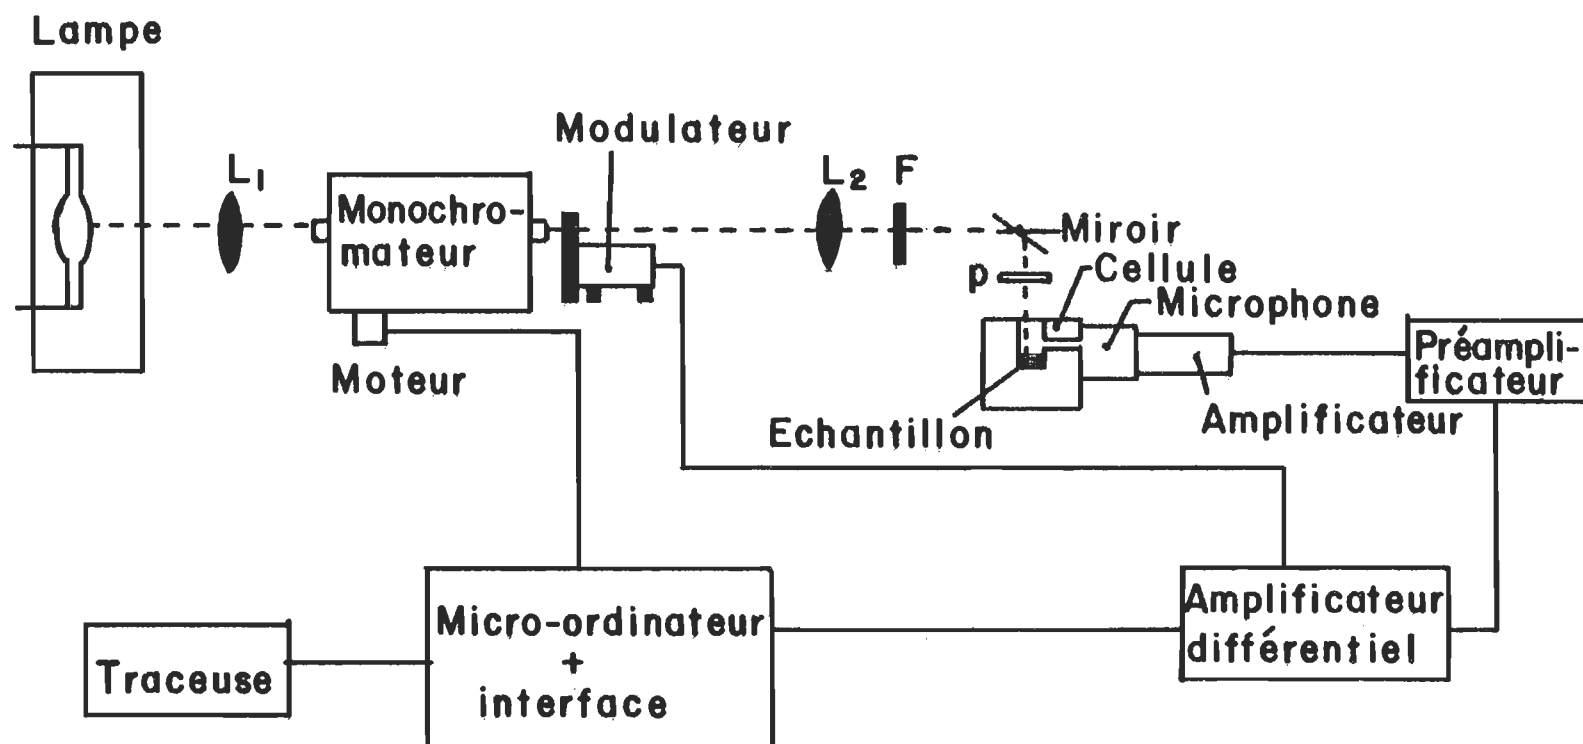 Lampe
Modulateur
L1
L2
F
Monochro-
mateur
Miroir
p
Cellule
Microphone
Préampli-
ficateur
Moteur
Amplificateur
Echantillon
Amplificateur
différentiel
Micro-ordinateur
+
interface
Traceuse